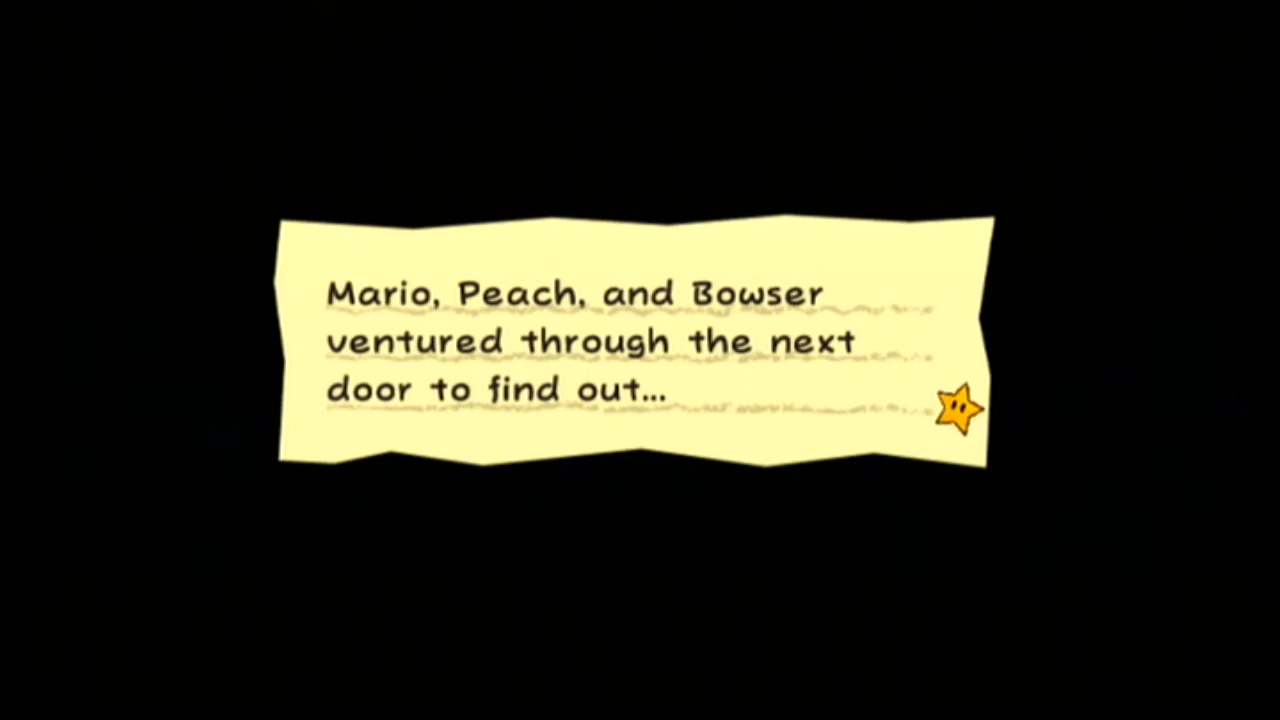 Mario, Peach, and Bowser
ventured through the next
door to find out...